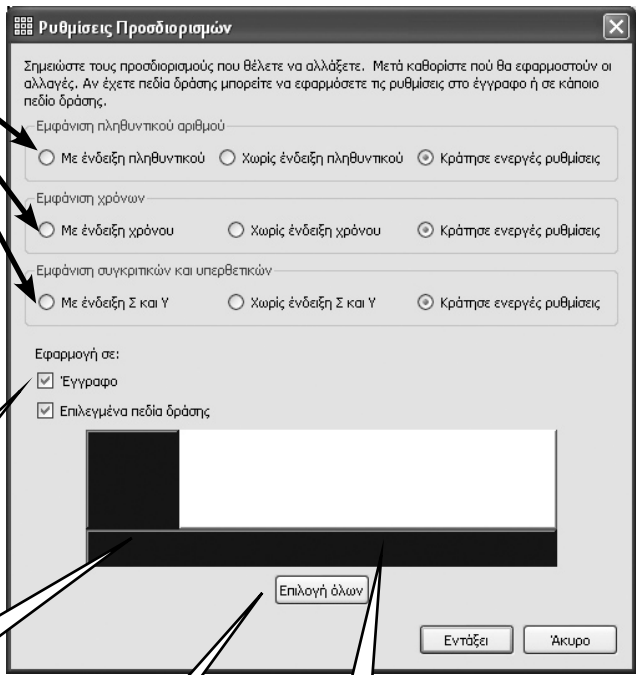 Ρυθμίσεις Προσδιορισμών
Σημειώστε τους προσδιορισμούς που θέλετε να αλλάξετε. Μετά καθορίστε πού θα εφαρμοστούν οι
αλλαγές. Αν έχετε πεδία δράσης μπορείτε να εφαρμόσετε τις ρυθμίσεις στο έγγραφο ή σε κάποιο
πεδίο δράσης.
Εμφάνιση πληθυντικού αριθμού
Με ένδειξη πληθυντικού Χωρίς ένδειξη πληθυντικού Κράτησε ενεργές ρυθμίσεις
Εμφάνιση χρόνων
Με ένδειξη χρόνου Χωρίς ένδειξη χρόνου Κράτησε ενεργές ρυθμίσεις
Εμφάνιση συγκριτικών και υπερθετικών
Με ένδειξη Σ και Υ Χωρίς ένδειξη Σ και Υ Κράτησε ενεργές ρυθμίσεις
Εφαρμογή σε:
Έγγραφο
Επιλεγμένα πεδία δράσης
Επιλογή όλων
Εντάξει Άκυρο